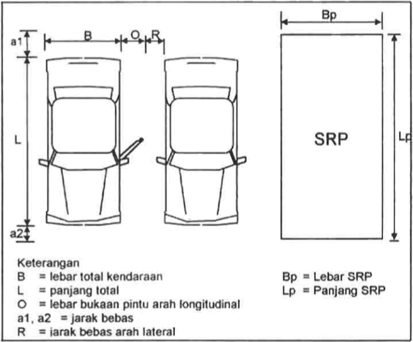 Bp
B O R
a1
L
SRP
Lp
a2
Keterangan
B = lebar total kendaraan
L = panjang total
O = lebar bukaan pintu arah longitudinal
a1, a2 = jarak bebas
R = jarak bebas arah lateral
Bp = Lebar SRP
Lp = Panjang SRP